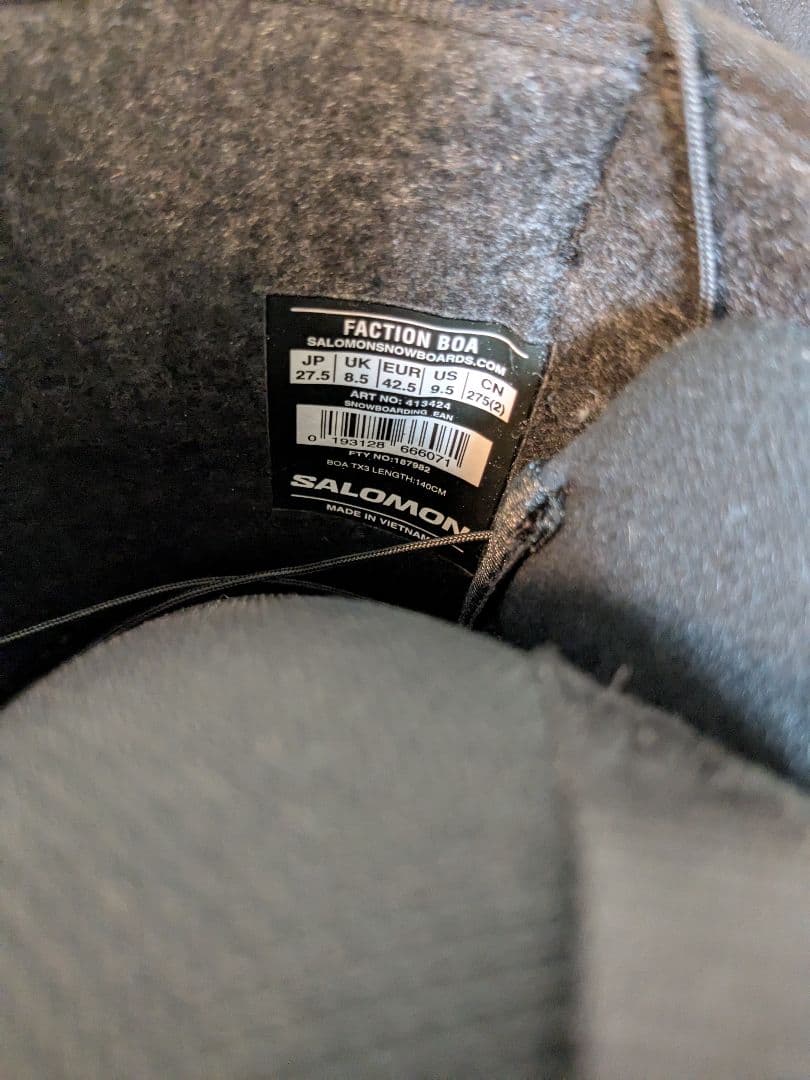 FACTION BOA
SALOMONSNOWBOARDS.COM
JP UK EUR US CN
27.5 8.5 42.5 9.5 275(2)
ART NO: 413424
SNOWBOARDING_EAN
0 193128 666071
FTY NO:187982
BOA TX3 LENGTH:140CM
SALOMON
MADE IN VIETNAM